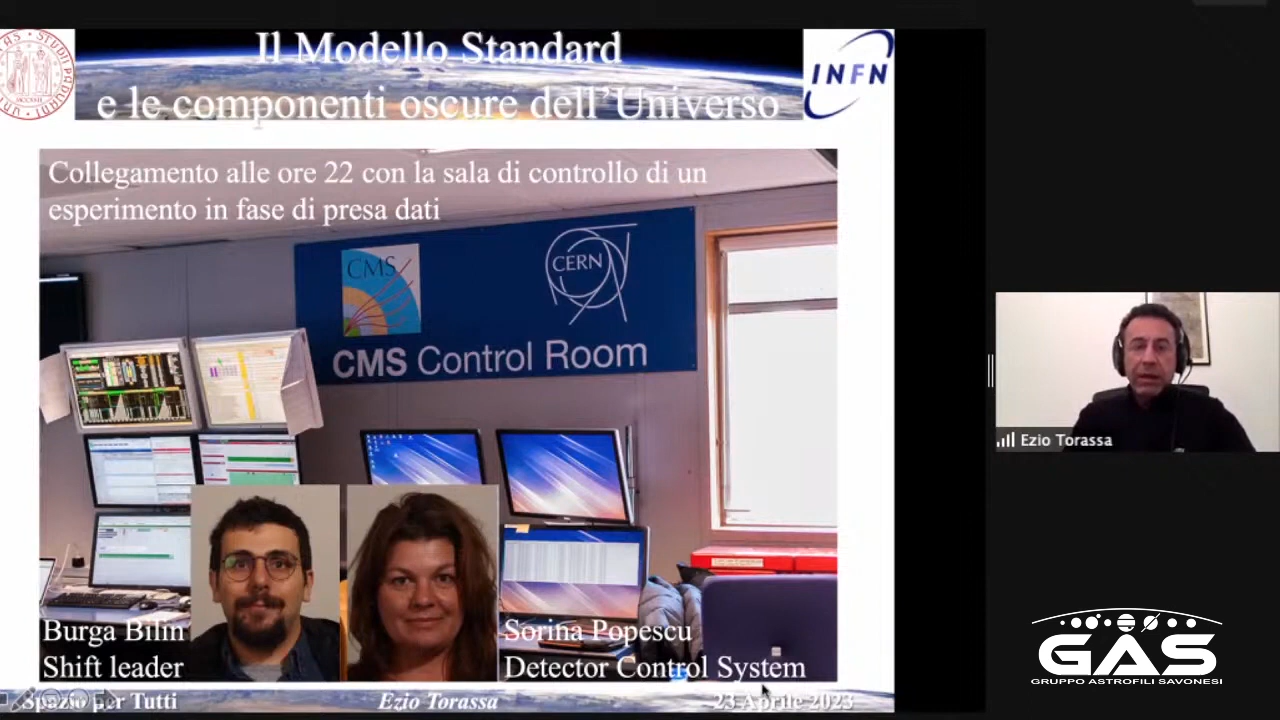 Il Modello Standard
e le componenti oscure dell'Universo
INFN
Collegamento alle ore 22 con la sala di controllo di un
esperimento in fase di presa dati
CMS
CERN
CMS Control Room
Burga Bilin
Shift leader
Sorina Popescu
Detector Control System
Spazio per Tutti
Ezio Torassa
23 Aprile 2023
Ezio Torassa
GAS
GRUPPO ASTROFILI SAVONESI